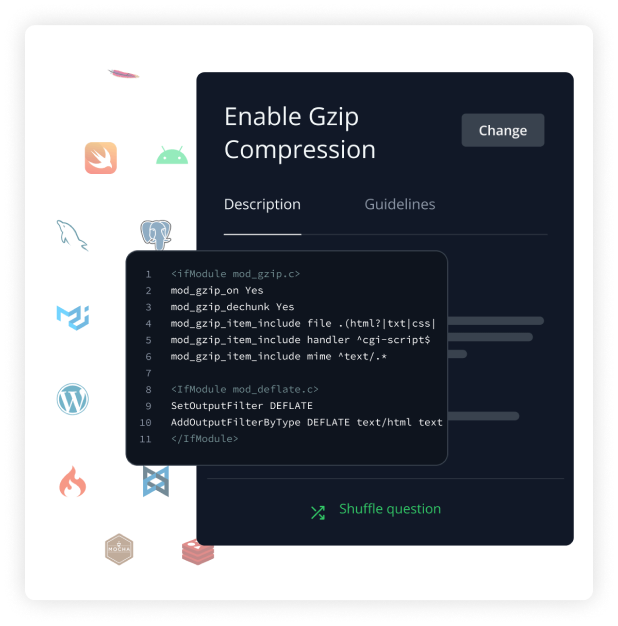 Enable Gzip
Compression
Change
Description
Guidelines
1 <ifModule mod_gzip.c>
2 mod_gzip_on Yes
3 mod_gzip_dechunk Yes
4 mod_gzip_item_include file .(html?|txt|css|
5 mod_gzip_item_include handler ^cgi-script$
6 mod_gzip_item_include mime ^text/.*
7
8 <IfModule mod_deflate.c>
9 SetOutputFilter DEFLATE
10 AddOutputFilterByType DEFLATE text/html text
11 </IfModule>
Shuffle question
MOCHA